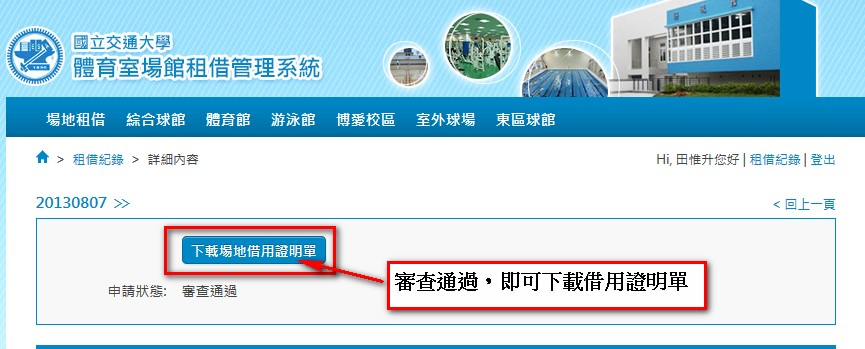 國立交通大學
體育室場館租借管理系統
場地租借 綜合球館 體育館 游泳館 博愛校區 室外球場 東區球館
> 租借紀錄 > 詳細內容 Hi, 田惟升您好 | 租借紀錄 | 登出
20130807 >> < 回上一頁
下載場地借用證明單
審查通過，即可下載借用證明單
申請狀態: 審查通過